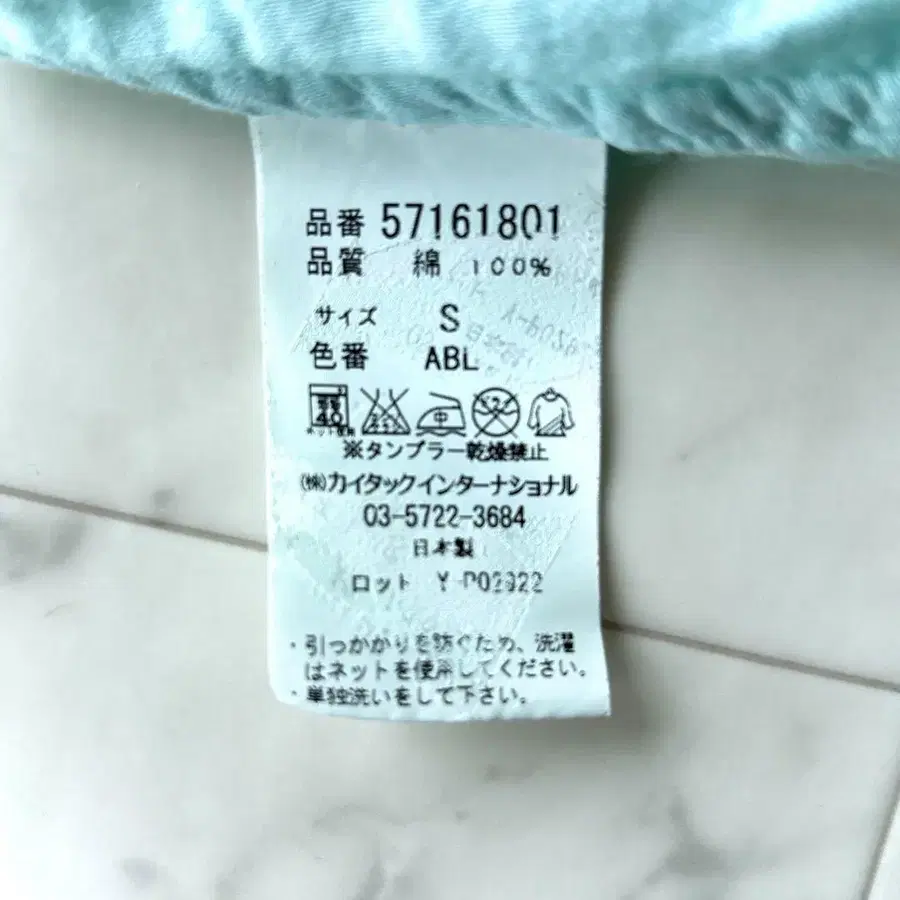 品番 57161801
品質 綿 100%
サイズ S
色番 ABL
40
中
※タンブラー乾燥禁止
㈱カイタックインターナショナル
03-5722-3684
日本製
ロット
・引っかかりを防ぐため、洗濯
はネットを使用してください。
・単独洗いをして下さい。